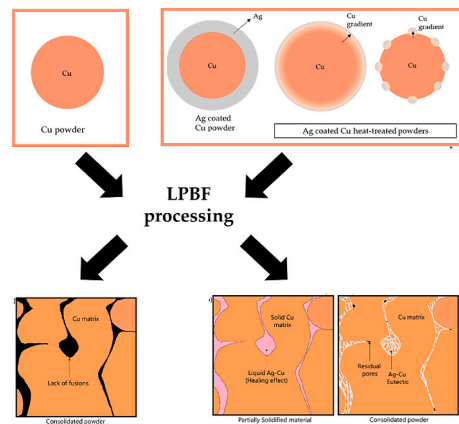 Cu
Cu powder
Ag
Cu
Ag coated
Cu powder
Cu
gradient
Cu
Cu
gradient
Cu
Ag coated Cu heat-treated powders
LPBF
processing
Cu matrix
Lack of fusions
Consolidated powder
Solid Cu
matrix
Liquid Ag-Cu
(Healing effect)
Partially Solidified material
Cu matrix
Residual
pores
Ag-Cu
Eutectic
Consolidated powder